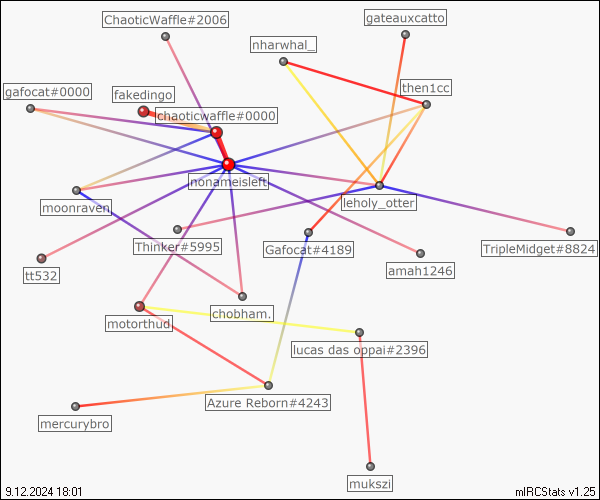 ChaoticWaffle#2006
gateauxcatto
nharwhal_
gafocat#0000
fakedingo
then1cc
chaoticwaffle#0000
nonameisleft
moonraven
leholy_otter
Thinker#5995
Gafocat#4189
TripleMidget#8824
tt532
amah1246
chobham.
motorthud
lucas das oppai#2396
Azure Reborn#4243
mercurybro
mukszi
9.12.2024 18:01
mIRCStats v1.25